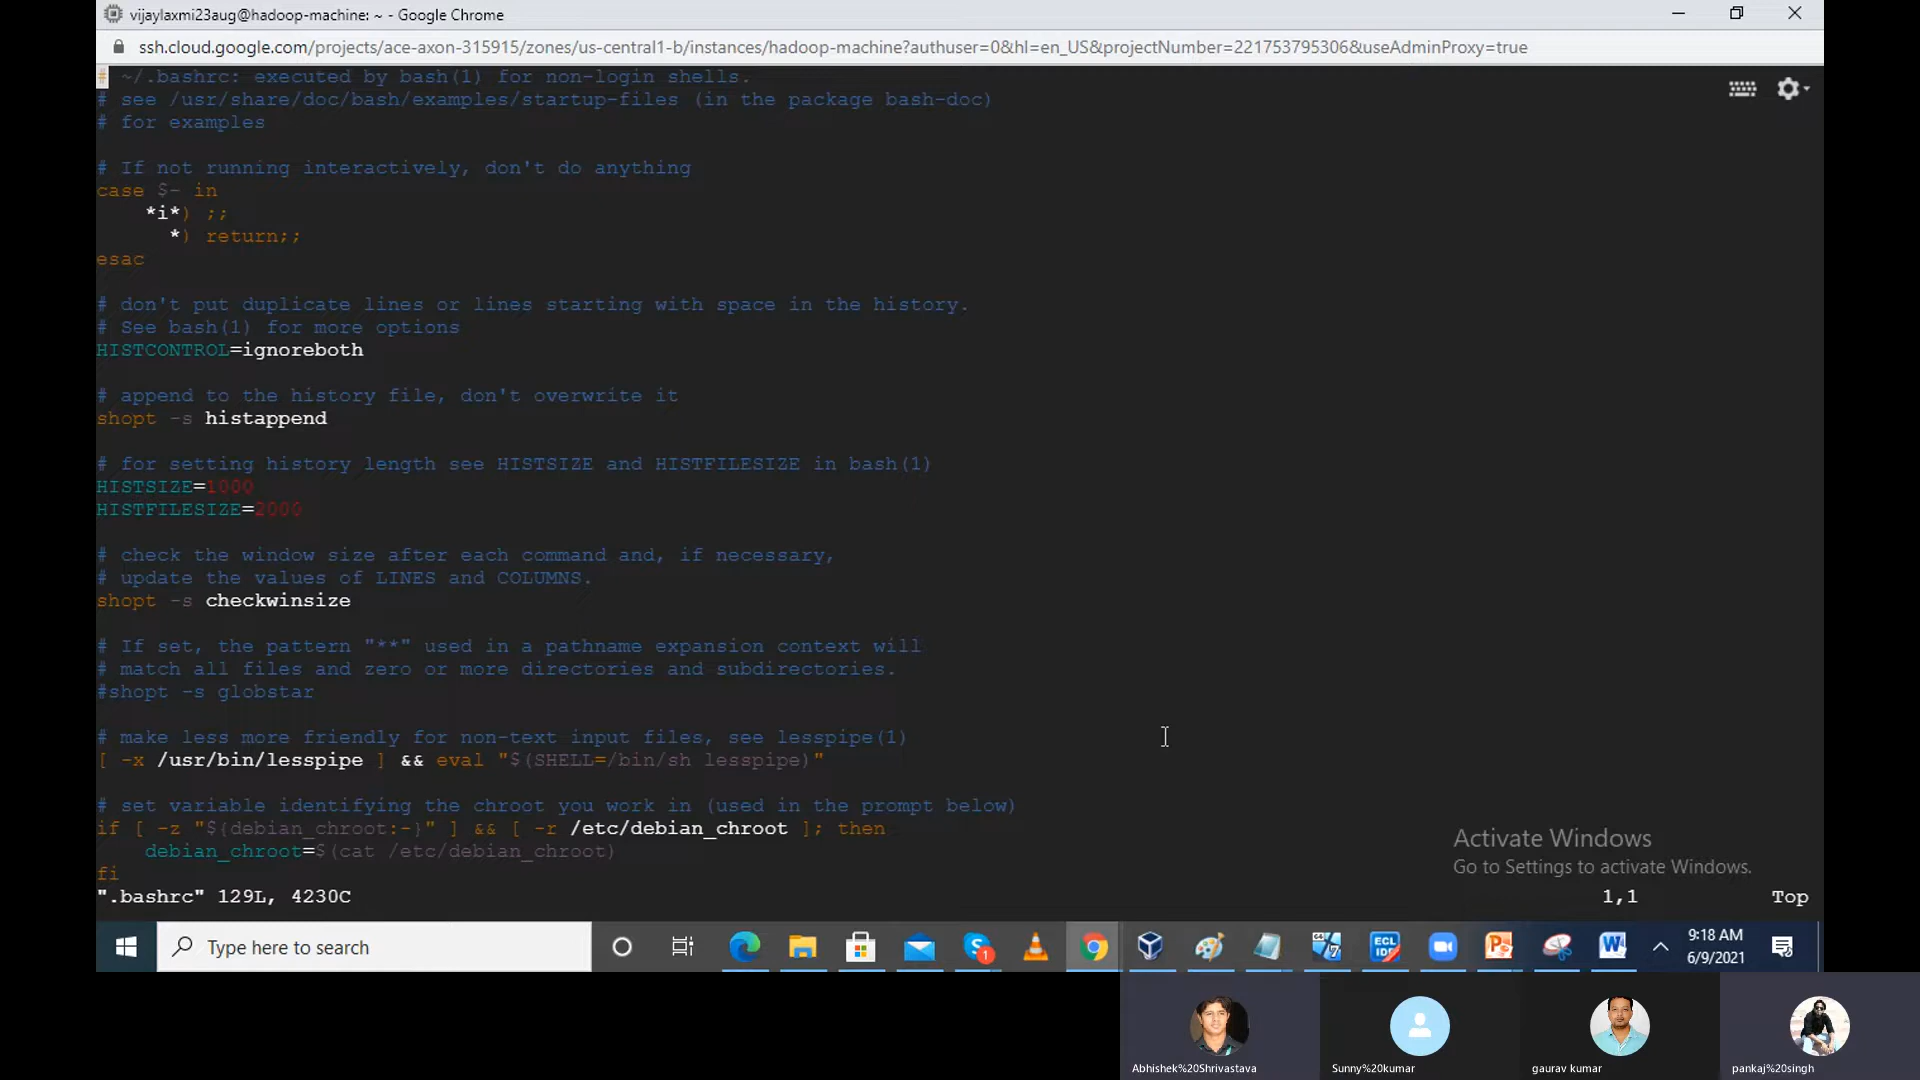 vijaylaxmi23aug@hadoop-machine: ~ - Google Chrome
ssh.cloud.google.com/projects/ace-axon-315915/zones/us-central1-b/instances/hadoop-machine?authuser=0&hl=en_US&projectNumber=221753795306&useAdminProxy=true
# ~/.bashrc: executed by bash(1) for non-login shells.
# see /usr/share/doc/bash/examples/startup-files (in the package bash-doc)
# for examples
# If not running interactively, don't do anything
case $- in
*i*) ;;
*) return;;
esac
# don't put duplicate lines or lines starting with space in the history.
# See bash(1) for more options
HISTCONTROL=ignoreboth
# append to the history file, don't overwrite it
shopt -s histappend
# for setting history length see HISTSIZE and HISTFILESIZE in bash(1)
HISTSIZE=1000
HISTFILESIZE=2000
# check the window size after each command and, if necessary,
# update the values of LINES and COLUMNS.
shopt -s checkwinsize
# If set, the pattern "**" used in a pathname expansion context will
# match all files and zero or more directories and subdirectories.
#shopt -s globstar
# make less more friendly for non-text input files, see lesspipe(1)
[ -x /usr/bin/lesspipe ] && eval "$(SHELL=/bin/sh lesspipe)"
# set variable identifying the chroot you work in (used in the prompt below)
if [ -z "${debian_chroot:-}" ] && [ -r /etc/debian_chroot ]; then
debian_chroot=$(cat /etc/debian_chroot)
fi
".bashrc" 129L, 4230C
1,1
Top
Activate Windows
Go to Settings to activate Windows.
Type here to search
1
64
7
ECL
IDE
P
W
9:18 AM
6/9/2021
Abhishek%20Shrivastava
Sunny%20kumar
gaurav kumar
pankaj%20singh